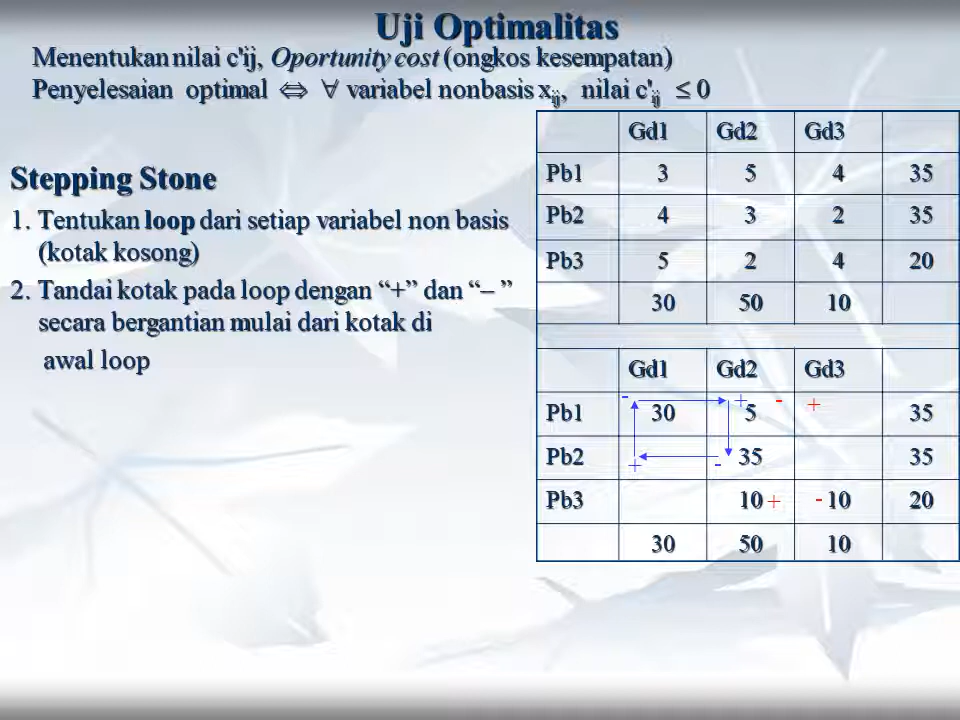 Uji Optimalitas
Menentukan nilai c'ij, Oportunity cost (ongkos kesempatan)
Penyelesaian optimal ⇔ ∀ variabel nonbasis xij, nilai c'ij ≤ 0
Stepping Stone
1. Tentukan loop dari setiap variabel non basis
(kotak kosong)
2. Tandai kotak pada loop dengan “+” dan “– ”
secara bergantian mulai dari kotak di
awal loop
Gd1 Gd2 Gd3
Pb1 3 5 4 35
Pb2 4 3 2 35
Pb3 5 2 4 20
30 50 10
Gd1 Gd2 Gd3
- + - +
Pb1 30 5 35
Pb2 + - 35 35
Pb3 10 + - 10 20
30 50 10